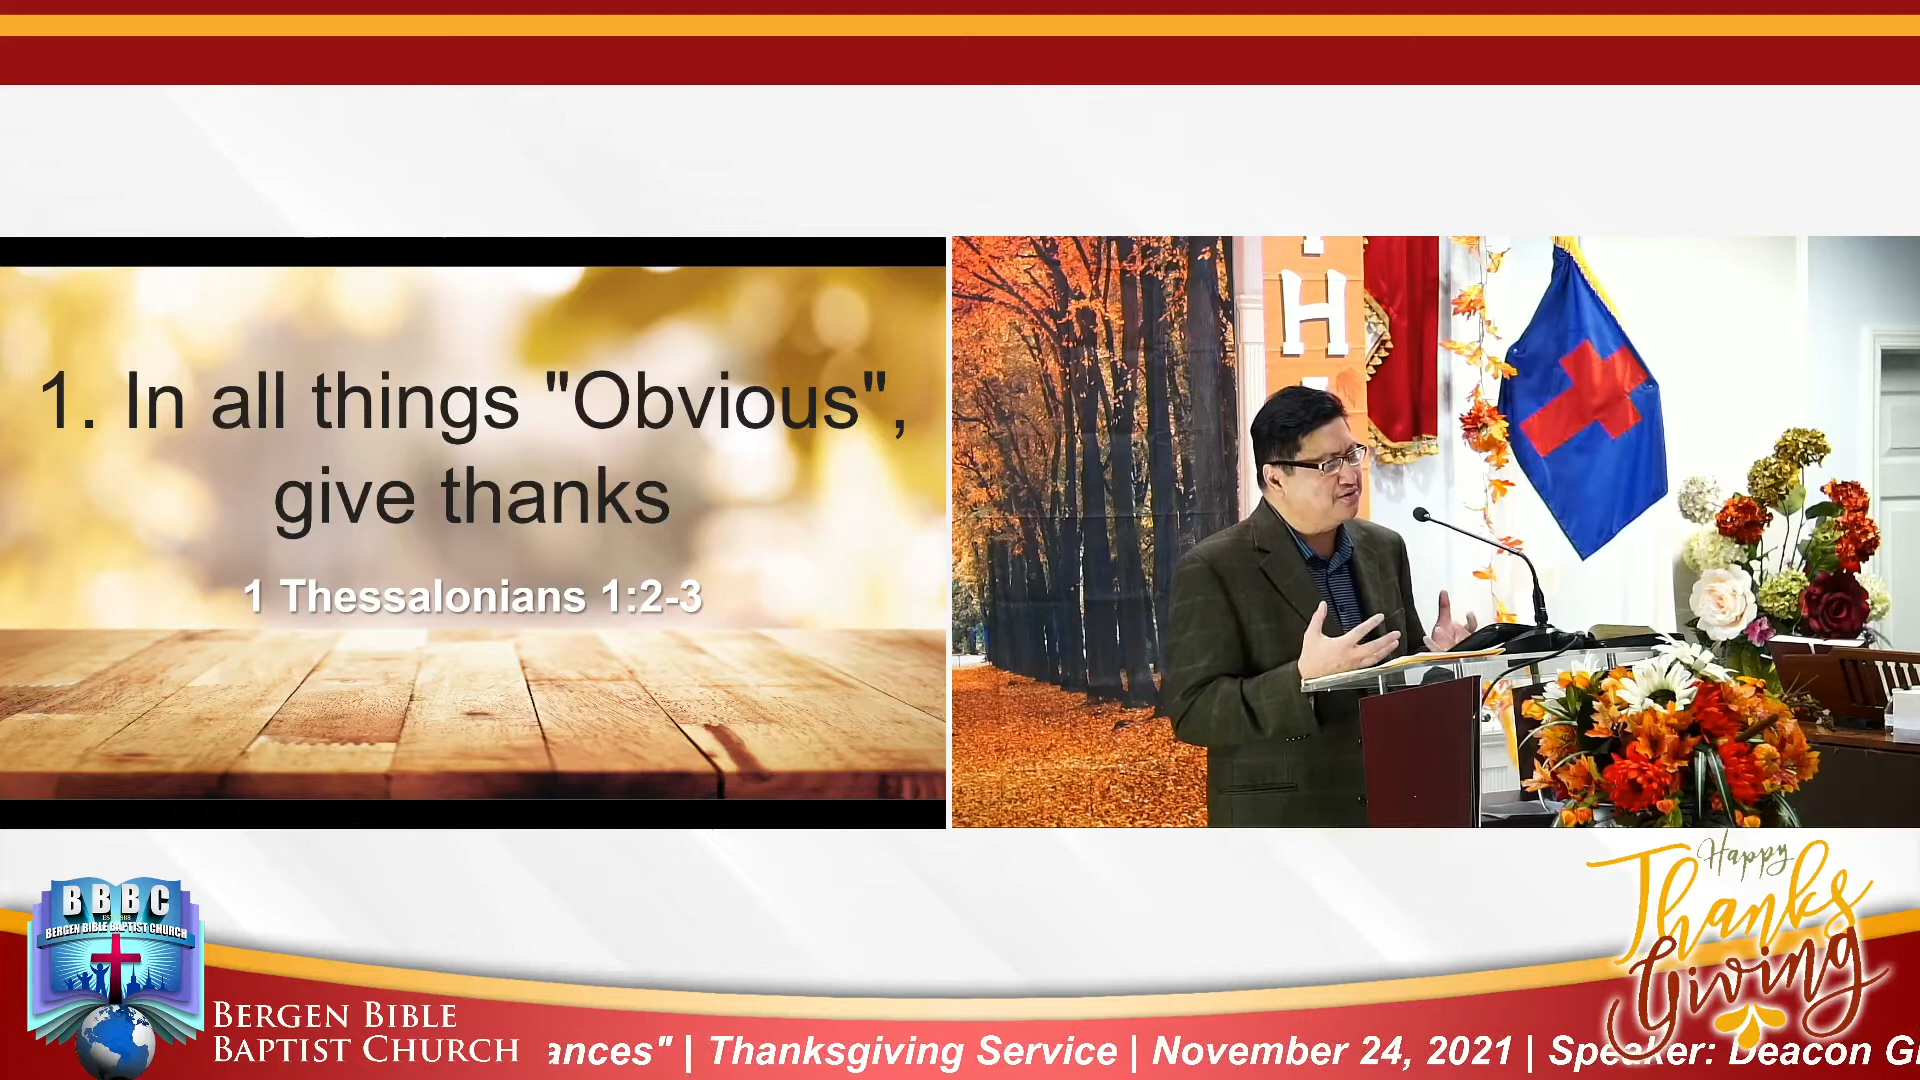 1. In all things "Obvious",
give thanks
1 Thessalonians 1:2-3
H
Happy
Thanks
Giving
BBBC
BERGEN BIBLE BAPTIST CHURCH
BERGEN BIBLE
BAPTIST CHURCH
ances" | Thanksgiving Service | November 24, 2021 | Speaker: Deacon G